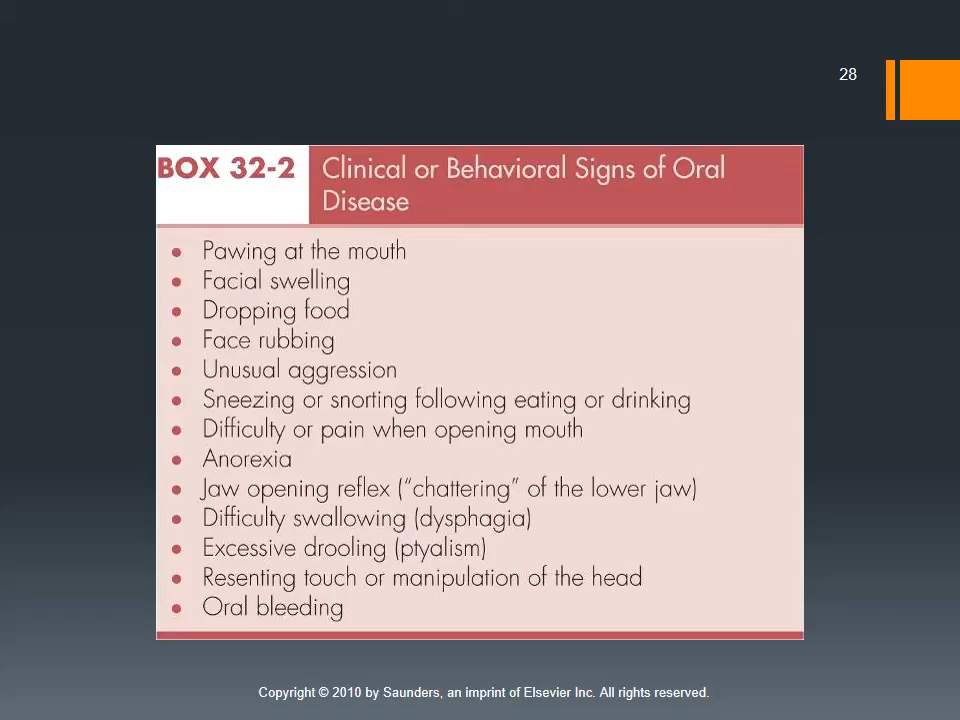 28
BOX 32-2
Clinical or Behavioral Signs of Oral
Disease
• Pawing at the mouth
• Facial swelling
• Dropping food
• Face rubbing
• Unusual aggression
• Sneezing or snorting following eating or drinking
• Difficulty or pain when opening mouth
• Anorexia
• Jaw opening reflex (“chattering” of the lower jaw)
• Difficulty swallowing (dysphagia)
• Excessive drooling (ptyalism)
• Resenting touch or manipulation of the head
• Oral bleeding
Copyright © 2010 by Saunders, an imprint of Elsevier Inc. All rights reserved.